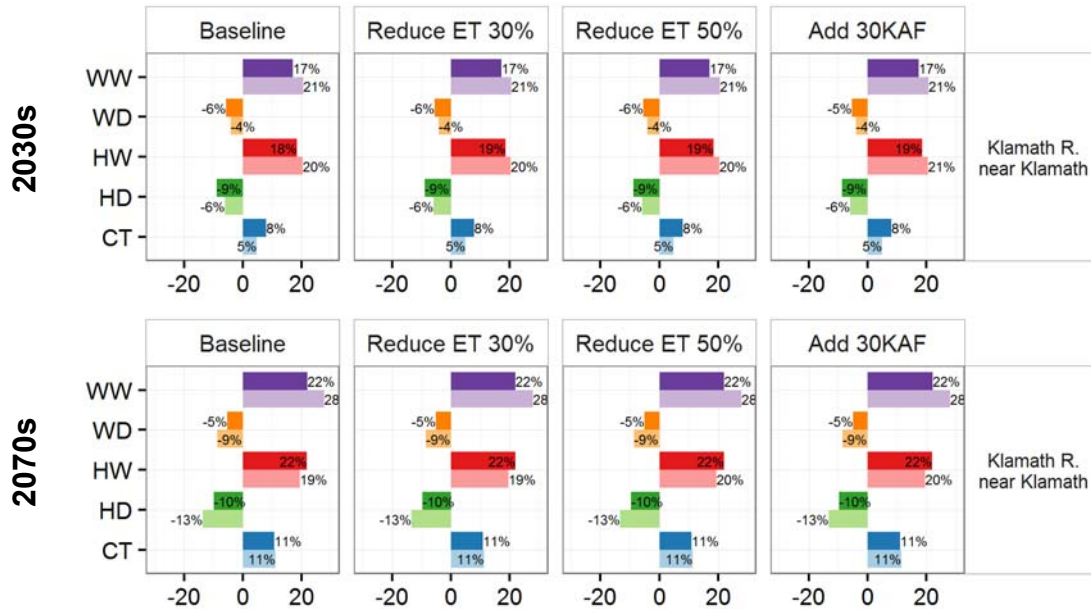 2030s
Baseline
Reduce ET 30%
Reduce ET 50%
Add 30KAF
WW
17%
21%
17%
21%
17%
21%
17%
21%
WD
-6%
-4%
-6%
-4%
-6%
-4%
-5%
-4%
HW
18%
20%
19%
20%
19%
20%
19%
21%
HD
-9%
-6%
-9%
-6%
-9%
-6%
-9%
-6%
CT
8%
5%
8%
5%
8%
5%
8%
5%
-20 0 20
-20 0 20
-20 0 20
-20 0 20
Klamath R.
near Klamath
2070s
Baseline
Reduce ET 30%
Reduce ET 50%
Add 30KAF
WW
22%
28
22%
28
22%
28
22%
28
WD
-5%
-9%
-5%
-9%
-5%
-9%
-5%
-9%
HW
22%
19%
22%
19%
22%
20%
22%
20%
HD
-10%
-13%
-10%
-13%
-10%
-13%
-10%
-13%
CT
11%
11%
11%
11%
11%
11%
11%
11%
-20 0 20
-20 0 20
-20 0 20
-20 0 20
Klamath R.
near Klamath